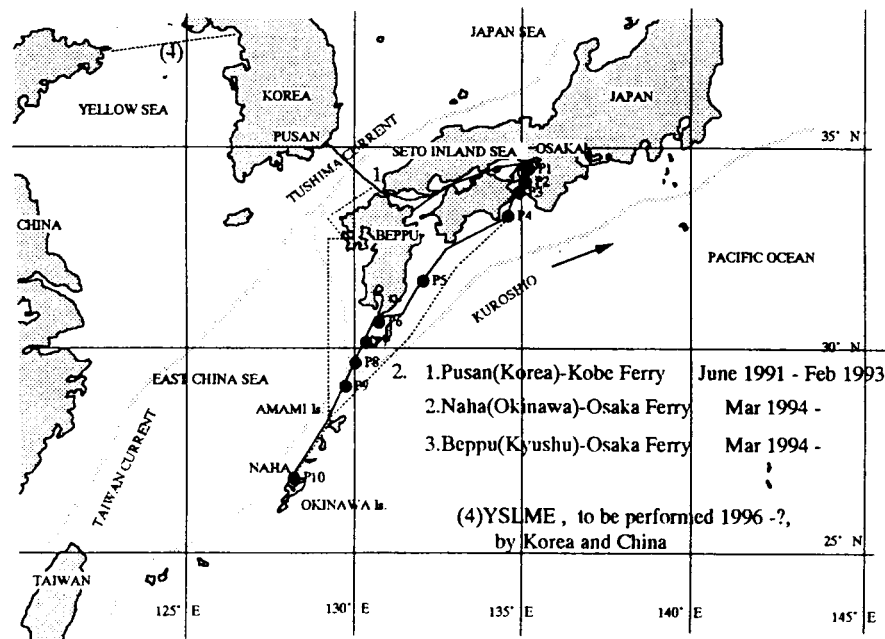 JAPAN SEA
(4)
YELLOW SEA
KOREA
JAPAN
PUSAN
35° N
TUSHIMA CURRENT
SETO INLAND SEA
OSAKA
1
P1
P2
P3
P4
CHINA
BEPPU
PACIFIC OCEAN
KUROSHIO
P5
P6
P7
30° N
P8
EAST CHINA SEA
P9
2.
1.Pusan(Korea)-Kobe Ferry June 1991 - Feb 1993
AMAMI Is
2.Naha(Okinawa)-Osaka Ferry Mar 1994 -
3.Beppu(Kyushu)-Osaka Ferry Mar 1994 -
TAIWAN CURRENT
NAHA
P10
OKINAWA Is.
(4)YSLME , to be performed 1996 -?,
by Korea and China
25° N
TAIWAN
125° E
130° E
135° E
140° E
145° E